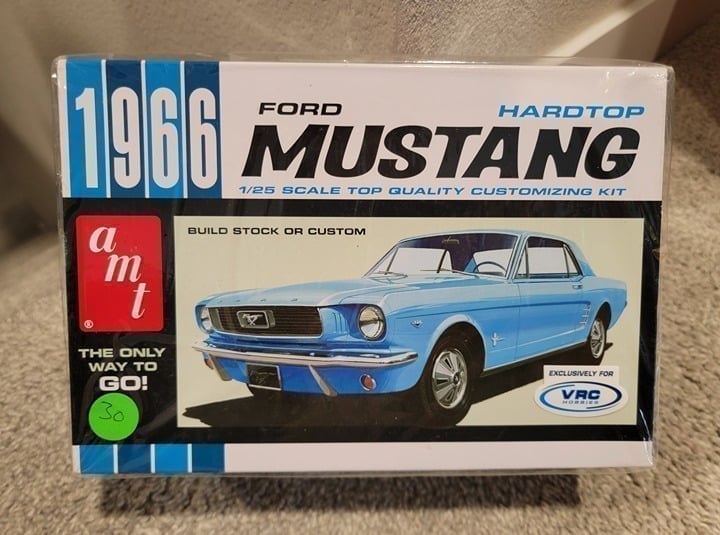 1966
FORD
HARDTOP
MUSTANG
1/25 SCALE TOP QUALITY CUSTOMIZING KIT
amt
®
BUILD STOCK OR CUSTOM
THE ONLY
WAY TO
GO!
30
EXCLUSIVELY FOR
VRC
HOBBIES